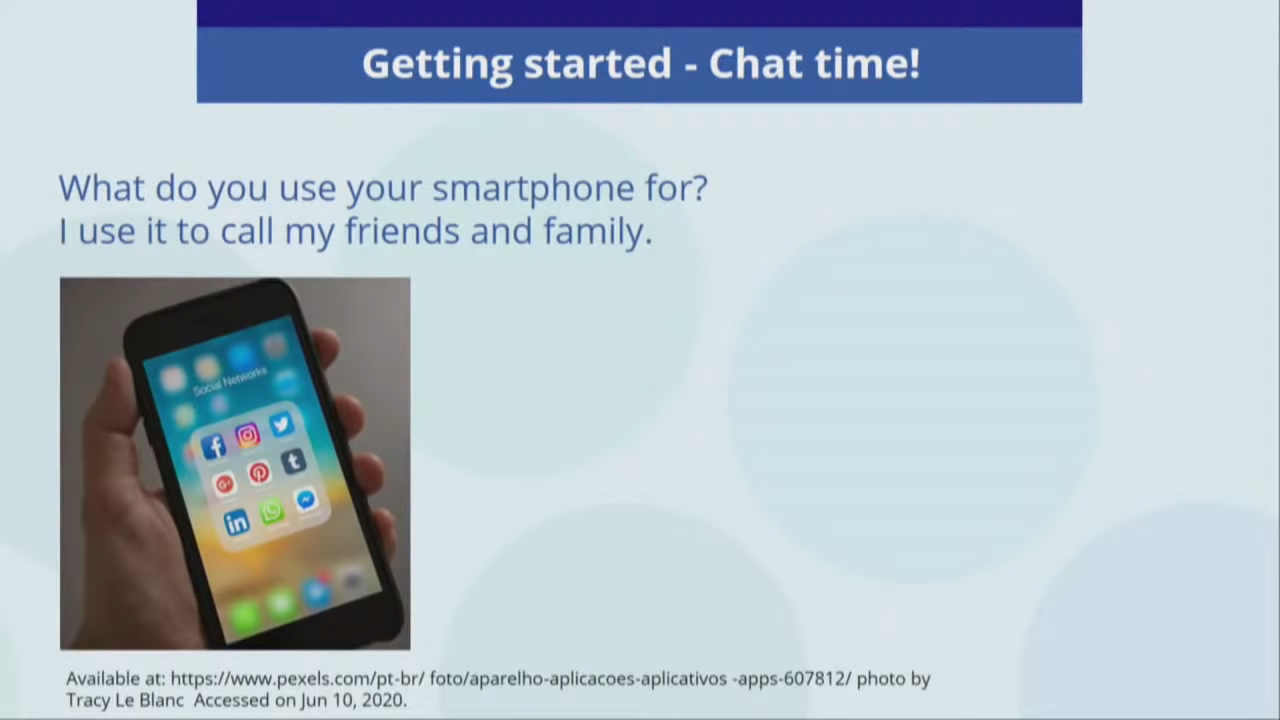 Getting started - Chat time!
What do you use your smartphone for?
I use it to call my friends and family.
Social Networks
Available at: https://www.pexels.com/pt-br/ foto/aparelho-aplicacoes-aplicativos -apps-607812/ photo by
Tracy Le Blanc Accessed on Jun 10, 2020.